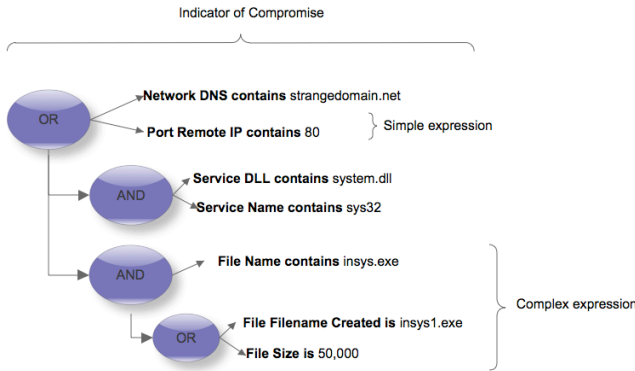 Indicator of Compromise
OR
Network DNS contains strangedomain.net
Port Remote IP contains 80
Simple expression
AND
Service DLL contains system.dll
Service Name contains sys32
AND
File Name contains insys.exe
Complex expression
OR
File Filename Created is insys1.exe
File Size is 50,000